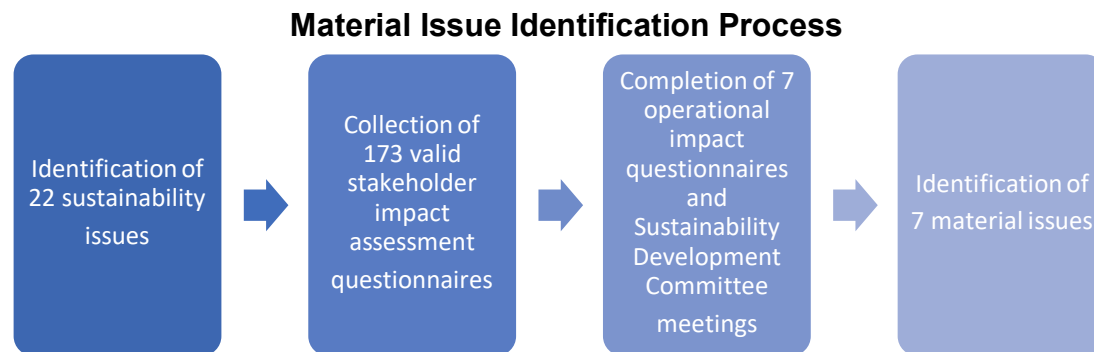 Material Issue Identification Process
Identification of
22 sustainability
issues
Collection of
173 valid
stakeholder
impact
assessment
questionnaires
Completion of 7
operational
impact
questionnaires
and
Sustainability
Development
Committee
meetings
Identification of
7 material issues